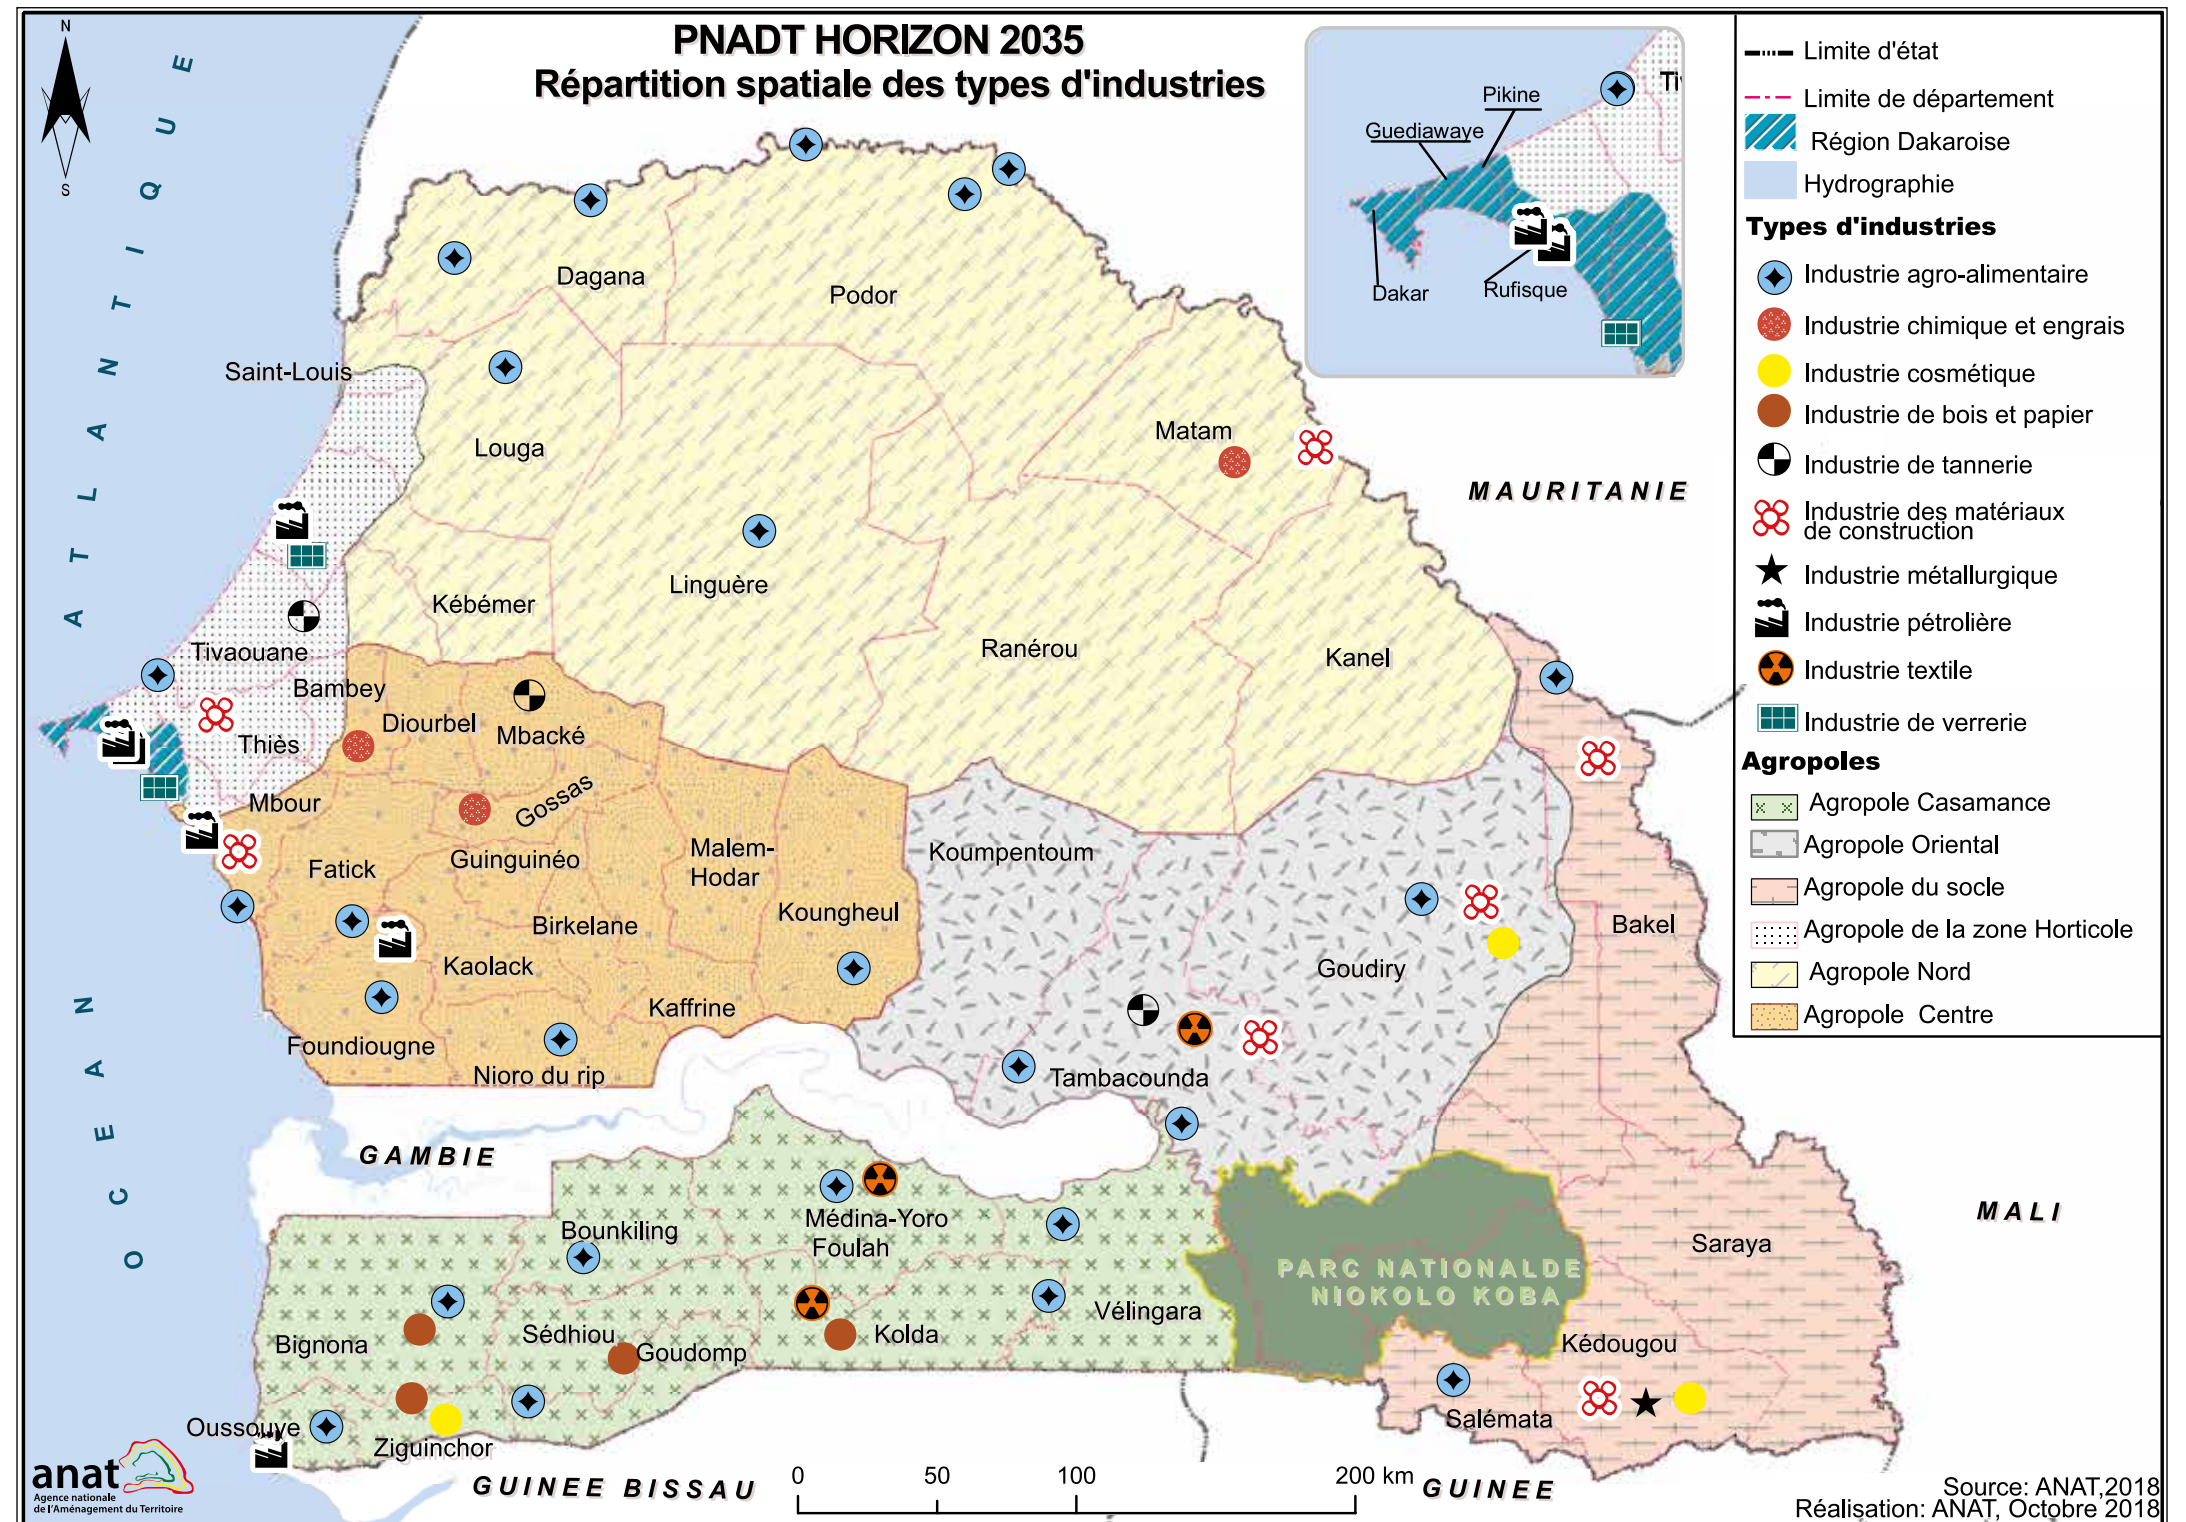 PNADT HORIZON 2035
Répartition spatiale des types d'industries
N
S
OCEAN ATLANTIQUE
Pikine
Guediawaye
Dakar
Rufisque
Limite d'état
Limite de département
Région Dakaroise
Hydrographie
Types d'industries
Industrie agro-alimentaire
Industrie chimique et engrais
Industrie cosmétique
Industrie de bois et papier
Industrie de tannerie
Industrie des matériaux
de construction
Industrie métallurgique
Industrie pétrolière
Industrie textile
Industrie de verrerie
Agropoles
Agropole Casamance
Agropole Oriental
Agropole du socle
Agropole de la zone Horticole
Agropole Nord
Agropole Centre
Dagana
Podor
Saint-Louis
Louga
Matam
MAURITANIE
Linguère
Kébémer
Ranérou
Kanel
Tivaouane
Bambey
Diourbel
Mbacké
Thiès
Mbour
Gossas
Fatick
Guinguinéo
Malem-
Hodar
Koumpentoum
Koungheul
Birkelane
Bakel
Kaolack
Goudiry
Kaffrine
Foundiougne
Nioro du rip
Tambacounda
GAMBIE
Médina-Yoro
Foulah
Bounkiling
MALI
Saraya
PARC NATIONALDE
NIOKOLO KOBA
Vélingara
Bignona
Sédhiou
Goudomp
Kolda
Kédougou
Salémata
Oussouye
Ziguinchor
GUINEE BISSAU
GUINEE
0 50 100 200 km
anat
Agence nationale
de l'Aménagement du Territoire
Source: ANAT,2018
Réalisation: ANAT, Octobre 2018